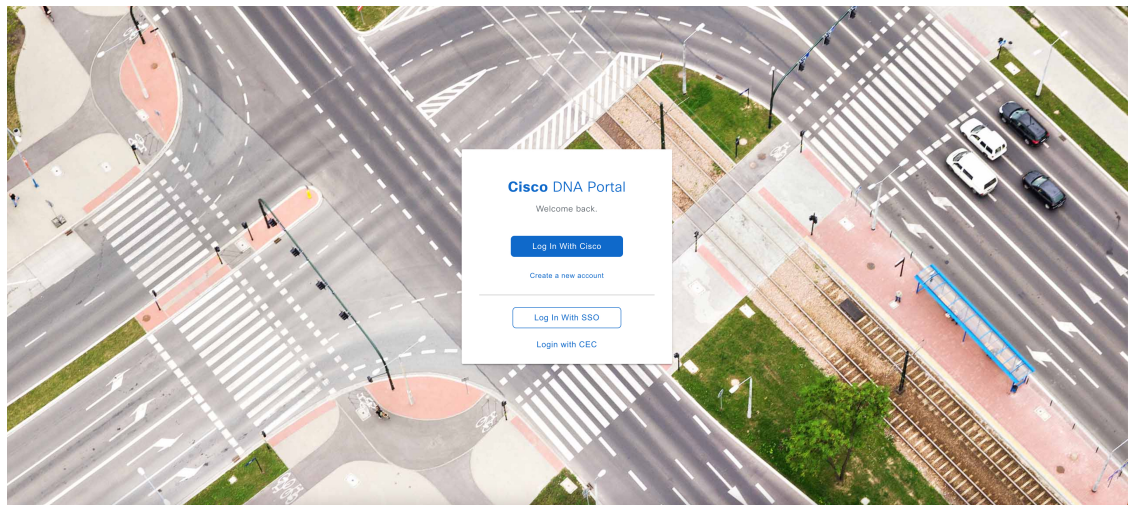 Cisco DNA Portal
Welcome back.
Log In With Cisco
Create a new account
Log In With SSO
Login with CEC